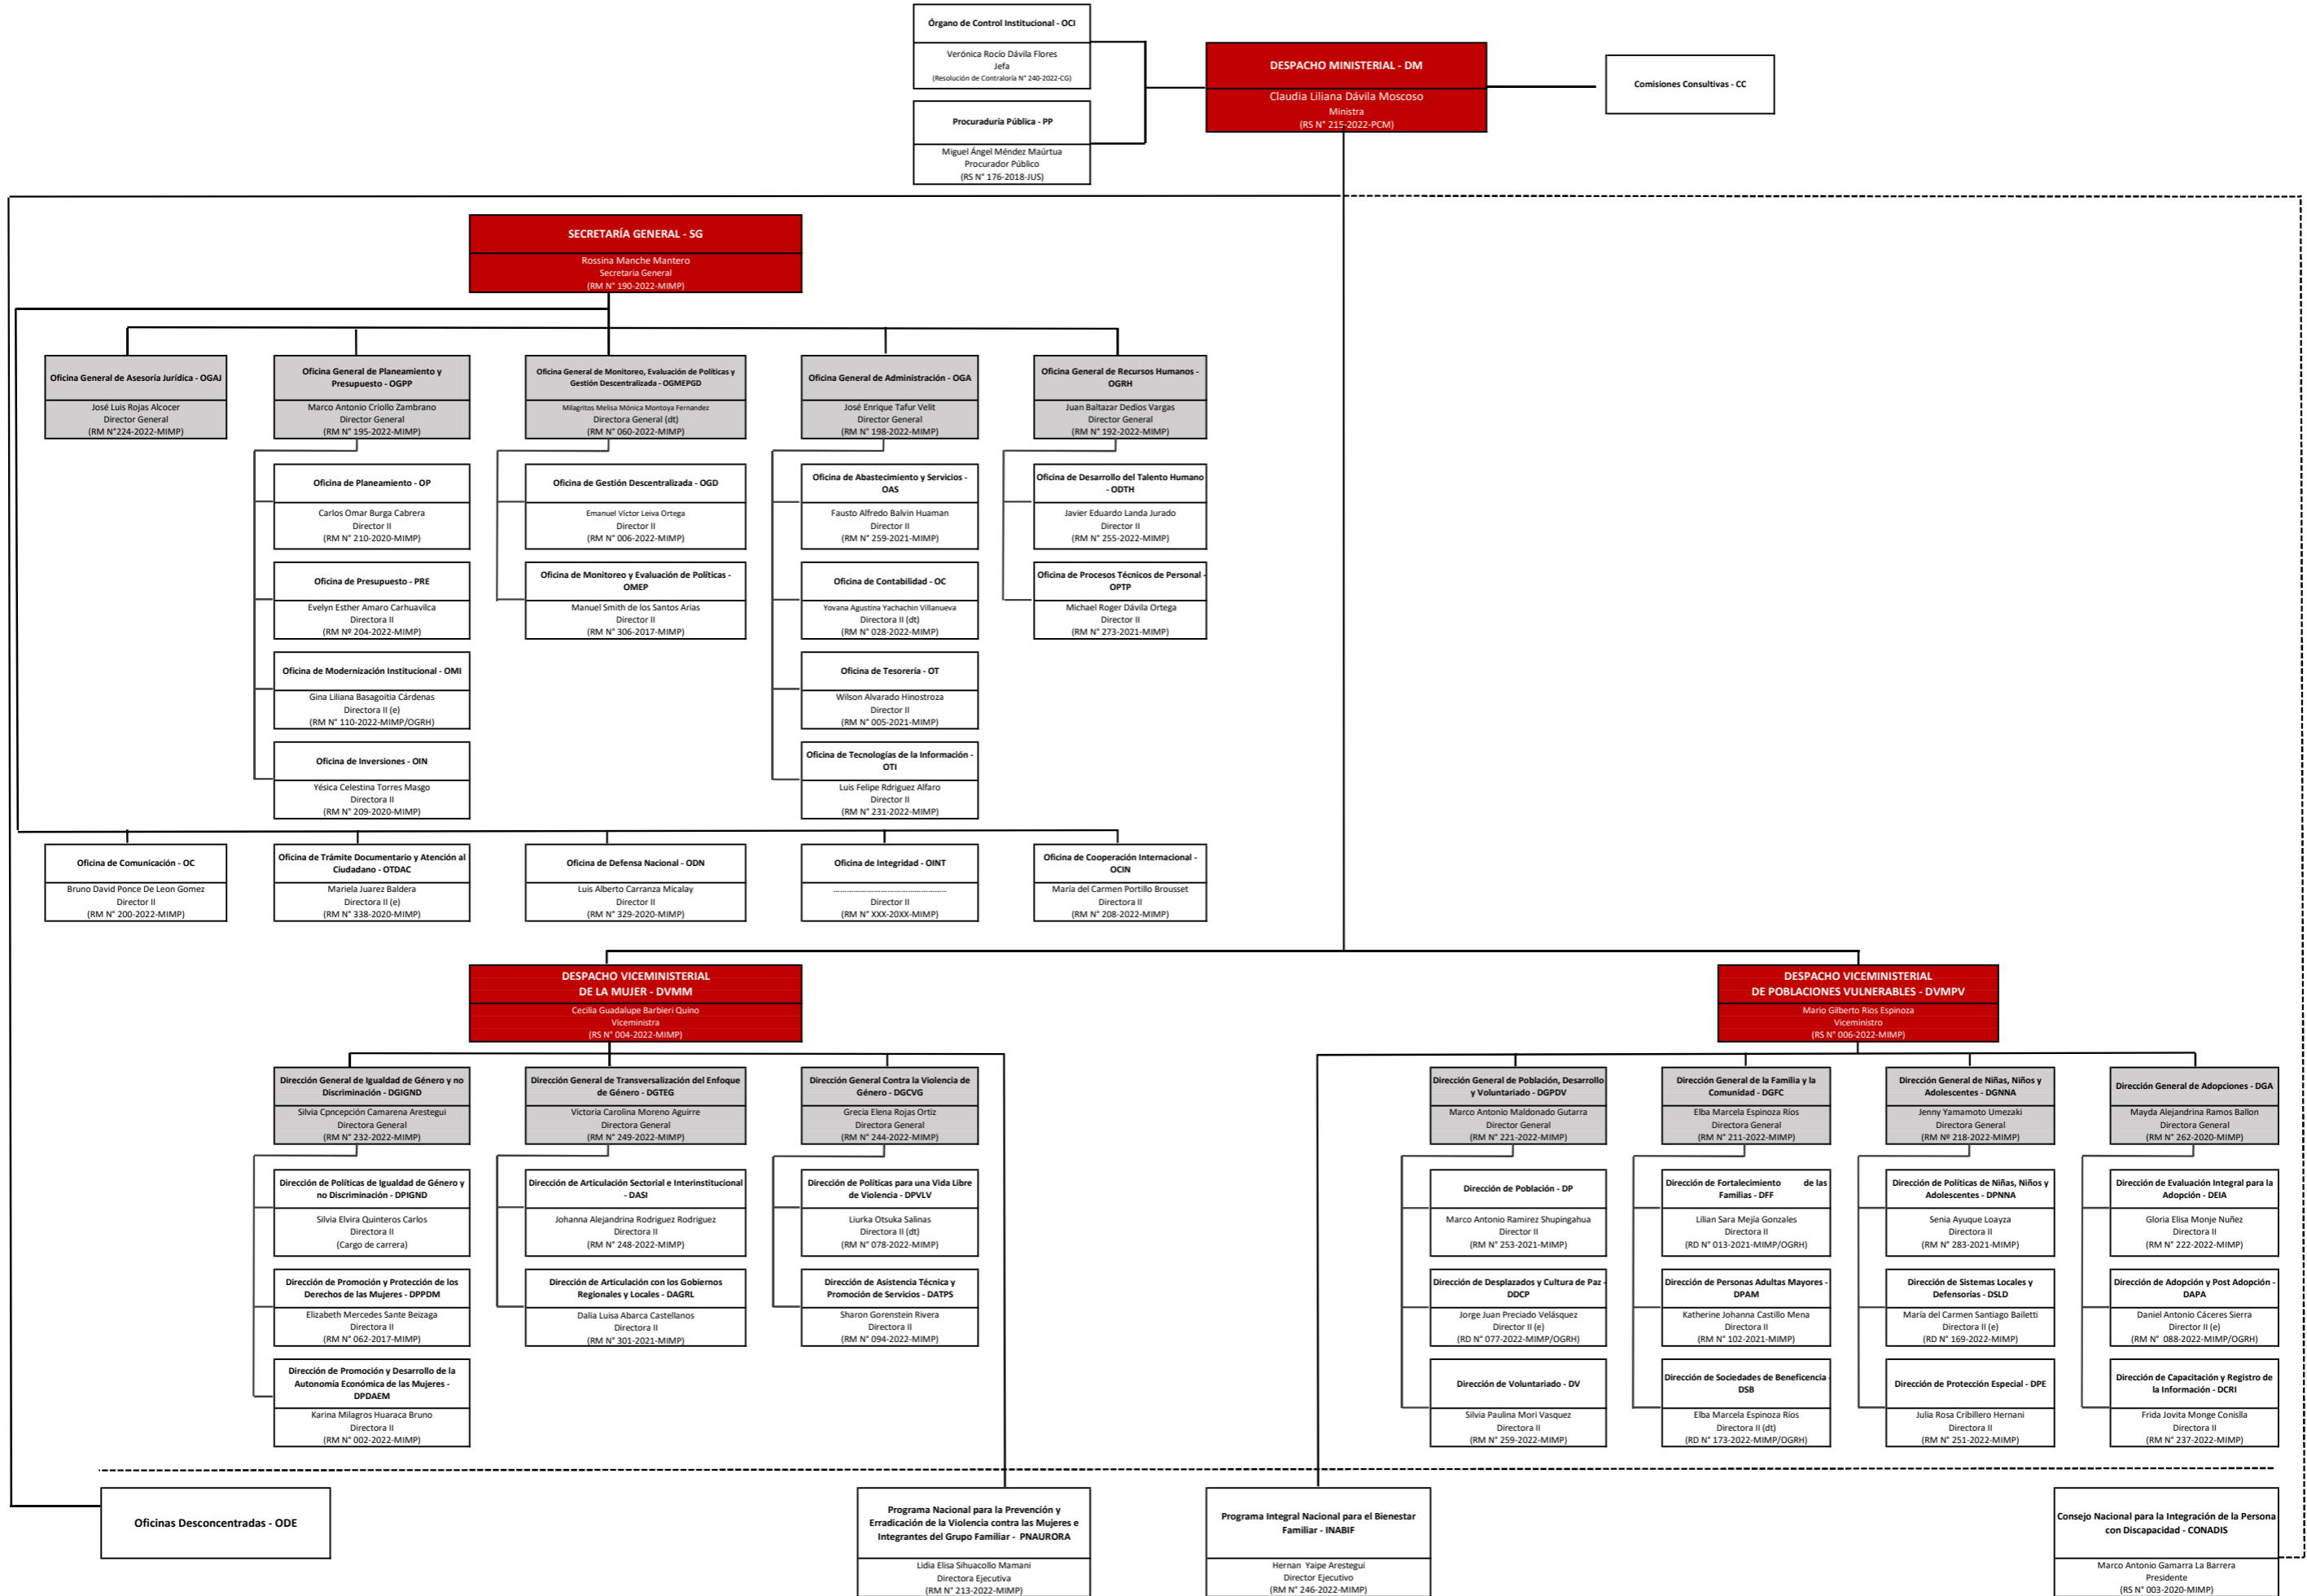 Órgano de Control Institucional - OCI
Verónica Rocío Dávila Flores
Jefa
(Resolución de Contraloría N° 240-2022-CG)
DESPACHO MINISTERIAL - DM
Claudia Liliana Dávila Moscoso
Ministra
(RS N° 215-2022-PCM)
Comisiones Consultivas - CC
Procuraduría Pública - PP
Miguel Ángel Méndez Maúrtua
Procurador Público
(RS N° 176-2018-JUS)
SECRETARÍA GENERAL - SG
Rossina Manche Mantero
Secretaria General
(RM N° 190-2022-MIMP)
Oficina General de Asesoría Jurídica - OGAJ
José Luis Rojas Alcocer
Director General
(RM N°224-2022-MIMP)
Oficina General de Planeamiento y
Presupuesto - OGPP
Marco Antonio Criollo Zambrano
Director General
(RM N° 195-2022-MIMP)
Oficina General de Monitoreo, Evaluación de Políticas y
Gestión Descentralizada - OGMEPGD
Milagritos Melisa Mónica Montoya Fernandez
Directora General (dt)
(RM N° 060-2022-MIMP)
Oficina General de Administración - OGA
José Enrique Tafur Velit
Director General
(RM N° 198-2022-MIMP)
Oficina General de Recursos Humanos -
OGRH
Juan Baltazar Dedios Vargas
Director General
(RM N° 192-2022-MIMP)
Oficina de Planeamiento - OP
Carlos Omar Burga Cabrera
Director II
(RM N° 210-2020-MIMP)
Oficina de Gestión Descentralizada - OGD
Emanuel Víctor Leiva Ortega
Director II
(RM N° 006-2022-MIMP)
Oficina de Abastecimiento y Servicios -
OAS
Fausto Alfredo Balvin Huaman
Director II
(RM N° 259-2021-MIMP)
Oficina de Desarrollo del Talento Humano
- ODTH
Javier Eduardo Landa Jurado
Director II
(RM N° 255-2022-MIMP)
Oficina de Presupuesto - PRE
Evelyn Esther Amaro Carhuavilca
Directora II
(RM Nº 204-2022-MIMP)
Oficina de Monitoreo y Evaluación de Políticas -
OMEP
Manuel Smith de los Santos Arias
Director II
(RM N° 306-2017-MIMP)
Oficina de Contabilidad - OC
Yovana Agustina Yachachin Villanueva
Directora II (dt)
(RM N° 028-2022-MIMP)
Oficina de Procesos Técnicos de Personal -
OPTP
Michael Roger Dávila Ortega
Director II
(RM N° 273-2021-MIMP)
Oficina de Modernización Institucional - OMI
Gina Liliana Basagoitia Cárdenas
Directora II (e)
(RM N° 110-2022-MIMP/OGRH)
Oficina de Tesorería - OT
Wilson Alvarado Hinostroza
Director II
(RM N° 005-2021-MIMP)
Oficina de Inversiones - OIN
Yésica Celestina Torres Masgo
Directora II
(RM N° 209-2020-MIMP)
Oficina de Tecnologías de la Información -
OTI
Luis Felipe Rdriguez Alfaro
Director II
(RM N° 231-2022-MIMP)
Oficina de Comunicación - OC
Bruno David Ponce De Leon Gomez
Director II
(RM N° 200-2022-MIMP)
Oficina de Trámite Documentario y Atención al
Ciudadano - OTDAC
Mariela Juarez Baldera
Directora II (e)
(RM N° 338-2020-MIMP)
Oficina de Defensa Nacional - ODN
Luis Alberto Carranza Micalay
Director II
(RM N° 329-2020-MIMP)
Oficina de Integridad - OINT
................................................
Director II
(RM N° XXX-20XX-MIMP)
Oficina de Cooperación Internacional -
OCIN
María del Carmen Portillo Brousset
Directora II
(RM N° 208-2022-MIMP)
DESPACHO VICEMINISTERIAL
DE LA MUJER - DVMM
Cecilia Guadalupe Barbieri Quino
Viceministra
(RS N° 004-2022-MIMP)
DESPACHO VICEMINISTERIAL
DE POBLACIONES VULNERABLES - DVMPV
Mario Gilberto Rios Espinoza
Viceministro
(RS N° 006-2022-MIMP)
Dirección General de Igualdad de Género y no
Discriminación - DGIGND
Silvia Cpncepción Camarena Arestegui
Directora General
(RM N° 232-2022-MIMP)
Dirección General de Transversalización del Enfoque
de Género - DGTEG
Victoria Carolina Moreno Aguirre
Directora General
(RM N° 249-2022-MIMP)
Dirección General Contra la Violencia de
Género - DGCVG
Grecia Elena Rojas Ortiz
Directora General
(RM N° 244-2022-MIMP)
Dirección General de Población, Desarrollo
y Voluntariado - DGPDV
Marco Antonio Maldonado Gutarra
Director General
(RM N° 221-2022-MIMP)
Dirección General de la Familia y la
Comunidad - DGFC
Elba Marcela Espinoza Ríos
Directora General
(RM N° 211-2022-MIMP)
Dirección General de Niñas, Niños y
Adolescentes - DGNNA
Jenny Yamamoto Umezaki
Directora General
(RM Nº 218-2022-MIMP)
Dirección General de Adopciones - DGA
Mayda Alejandrina Ramos Ballon
Directora General
(RM N° 262-2020-MIMP)
Dirección de Políticas de Igualdad de Género y
no Discriminación - DPIGND
Silvia Elvira Quinteros Carlos
Directora II
(Cargo de carrera)
Dirección de Articulación Sectorial e Interinstitucional
- DASI
Johanna Alejandrina Rodriguez Rodriguez
Directora II
(RM N° 248-2022-MIMP)
Dirección de Políticas para una Vida Libre
de Violencia - DPVLV
Liurka Otsuka Salinas
Directora II (dt)
(RM N° 078-2022-MIMP)
Dirección de Población - DP
Marco Antonio Ramirez Shupingahua
Director II
(RM N° 253-2021-MIMP)
Dirección de Fortalecimiento de las
Familias - DFF
Lilian Sara Mejía Gonzales
Directora II
(RD N° 013-2021-MIMP/OGRH)
Dirección de Políticas de Niñas, Niños y
Adolescentes - DPNNA
Senia Ayuque Loayza
Directora II
(RM N° 283-2021-MIMP)
Dirección de Evaluación Integral para la
Adopción - DEIA
Gloria Elisa Monje Nuñez
Directora II
(RM N° 222-2022-MIMP)
Dirección de Promoción y Protección de los
Derechos de las Mujeres - DPPDM
Elizabeth Mercedes Sante Beizaga
Directora II
(RM N° 062-2017-MIMP)
Dirección de Articulación con los Gobiernos
Regionales y Locales - DAGRL
Dalia Luisa Abarca Castellanos
Directora II
(RM N° 301-2021-MIMP)
Dirección de Asistencia Técnica y
Promoción de Servicios - DATPS
Sharon Gorenstein Rivera
Directora II
(RM N° 094-2022-MIMP)
Dirección de Desplazados y Cultura de Paz -
DDCP
Jorge Juan Preciado Velásquez
Director II (e)
(RD N° 077-2022-MIMP/OGRH)
Dirección de Personas Adultas Mayores -
DPAM
Katherine Johanna Castillo Mena
Directora II
(RM N° 102-2021-MIMP)
Dirección de Sistemas Locales y
Defensorías - DSLD
María del Carmen Santiago Bailetti
Directora II (e)
(RD N° 169-2022-MIMP)
Dirección de Adopción y Post Adopción -
DAPA
Daniel Antonio Cáceres Sierra
Director II (e)
(RM N° 088-2022-MIMP/OGRH)
Dirección de Promoción y Desarrollo de la
Autonomía Económica de las Mujeres -
DPDAEM
Karina Milagros Huaraca Bruno
Directora II
(RM N° 002-2022-MIMP)
Dirección de Voluntariado - DV
Silvia Paulina Mori Vasquez
Directora II
(RM N° 259-2022-MIMP)
Dirección de Sociedades de Beneficencia -
DSB
Elba Marcela Espinoza Ríos
Directora II (dt)
(RD N° 173-2022-MIMP/OGRH)
Dirección de Protección Especial - DPE
Julia Rosa Cribillero Hernani
Directora II
(RM N° 251-2022-MIMP)
Dirección de Capacitación y Registro de
la Información - DCRI
Frida Jovita Monge Conislla
Directora II
(RM N° 237-2022-MIMP)
Oficinas Desconcentradas - ODE
Programa Nacional para la Prevención y
Erradicación de la Violencia contra las Mujeres e
Integrantes del Grupo Familiar - PNAURORA
Lidia Elisa Sihuacollo Mamani
Directora Ejecutiva
(RM N° 213-2022-MIMP)
Programa Integral Nacional para el Bienestar
Familiar - INABIF
Hernan Yaipe Arestegui
Director Ejecutivo
(RM N° 246-2022-MIMP)
Consejo Nacional para la Integración de la Persona
con Discapacidad - CONADIS
Marco Antonio Gamarra La Barrera
Presidente
(RS N° 003-2020-MIMP)